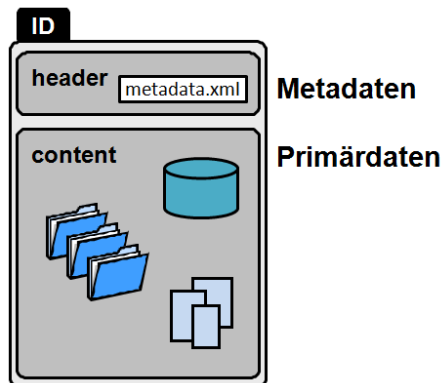 ID
header
metadata.xml
Metadaten
content
Primärdaten